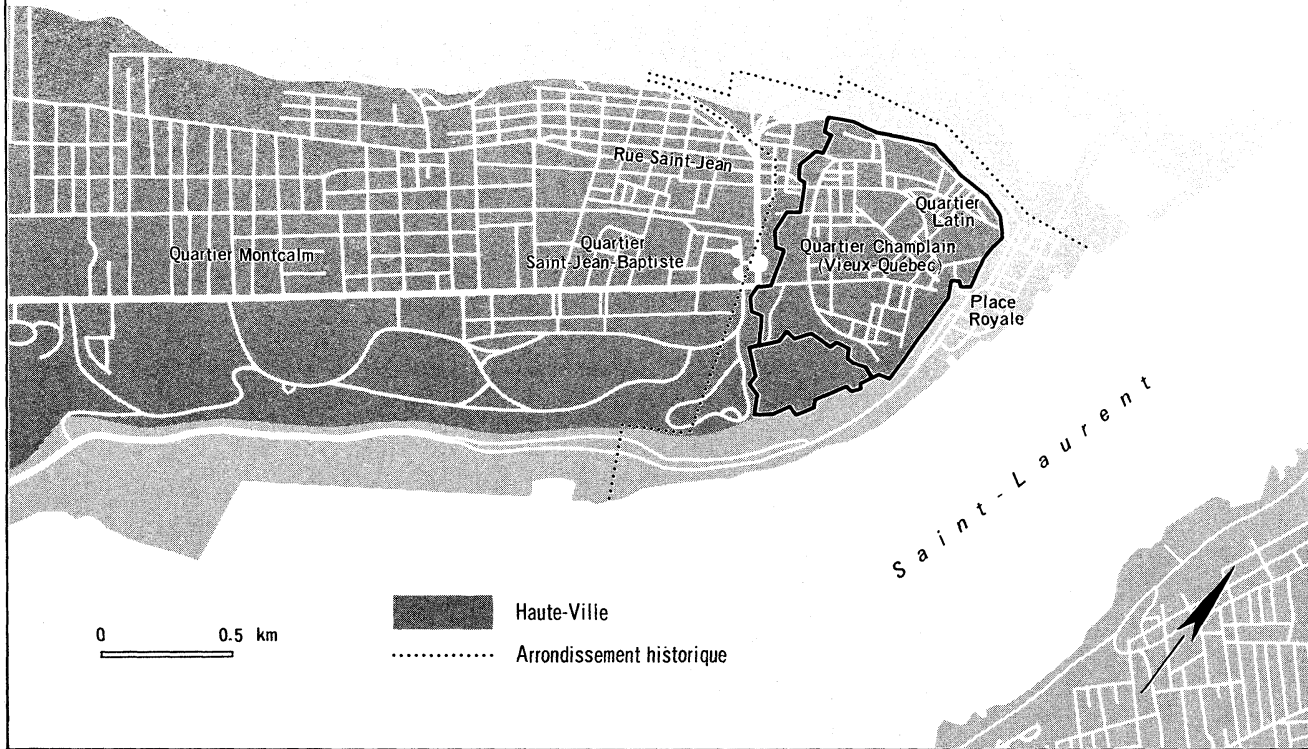 Rue Saint-Jean
Quartier
Latin
Quartier Montcalm
Quartier
Saint-Jean-Baptiste
Quartier Champlain
(Vieux-Québec)
Place
Royale
Saint-Laurent
0 0.5 km
Haute-Ville
Arrondissement historique